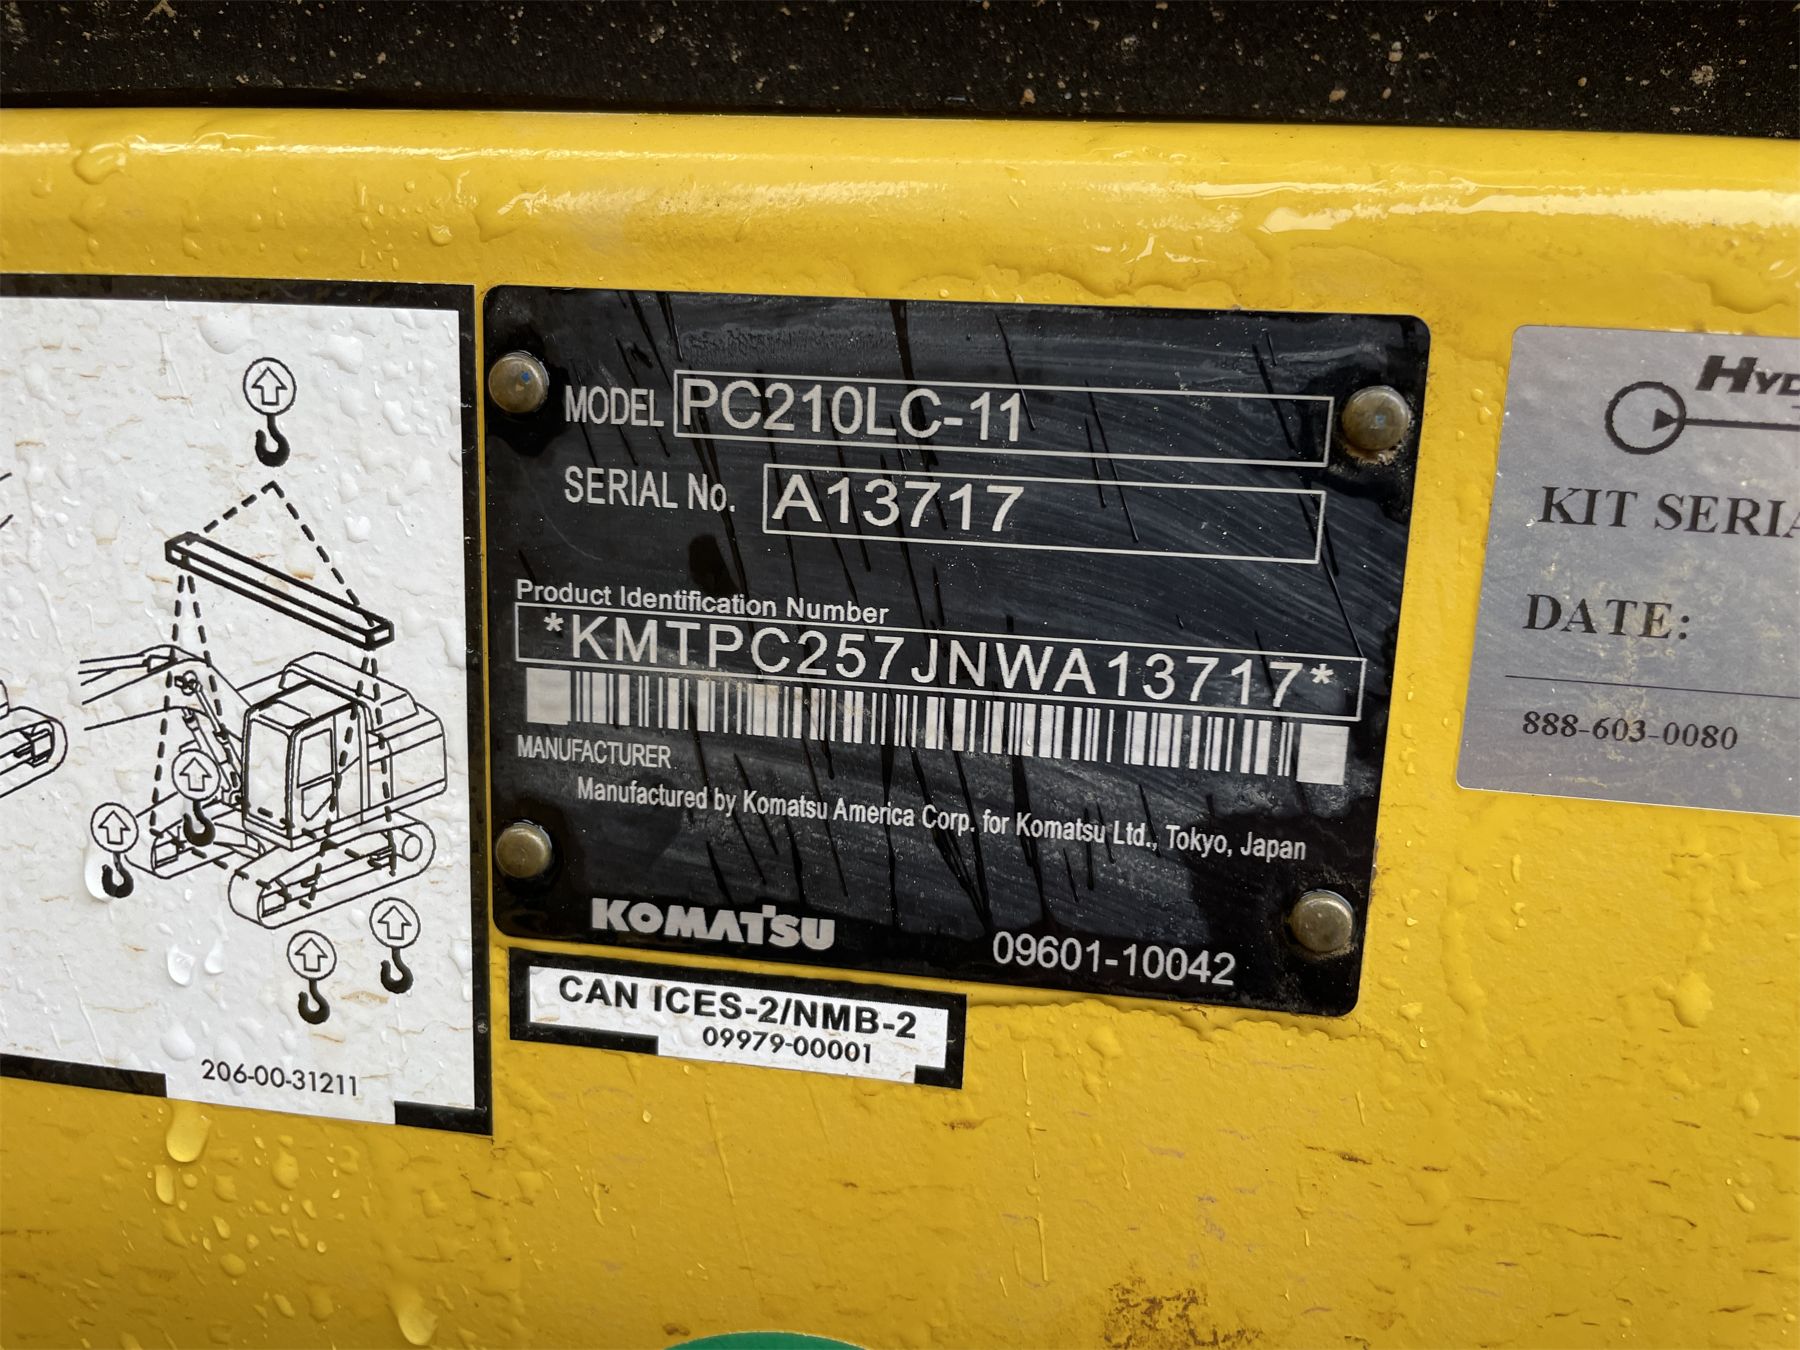 MODEL PC210LC-11
SERIAL No. A13717
Product Identification Number
*KMTPC257JNWA13717*
MANUFACTURER
Manufactured by Komatsu America Corp. for Komatsu Ltd., Tokyo, Japan
KOMATSU
09601-10042
CAN ICES-2/NMB-2
09979-00001
206-00-31211
KIT SERIA
DATE:
888-603-0080